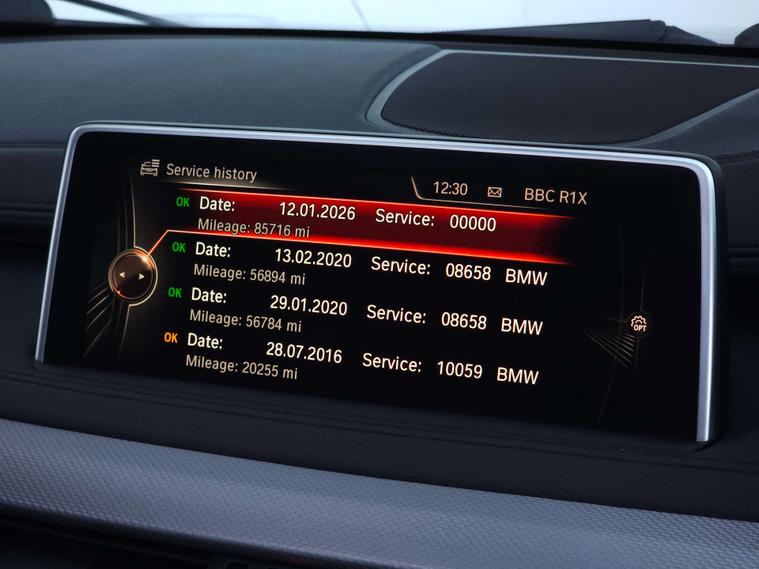 Service history
12:30 BBC R1X
OK Date: 12.01.2026 Service: 00000
Mileage: 85716 mi
OK Date: 13.02.2020 Service: 08658 BMW
Mileage: 56894 mi
OK Date: 29.01.2020 Service: 08658 BMW
Mileage: 56784 mi
OK Date: 28.07.2016 Service: 10059 BMW
Mileage: 20255 mi
OPT